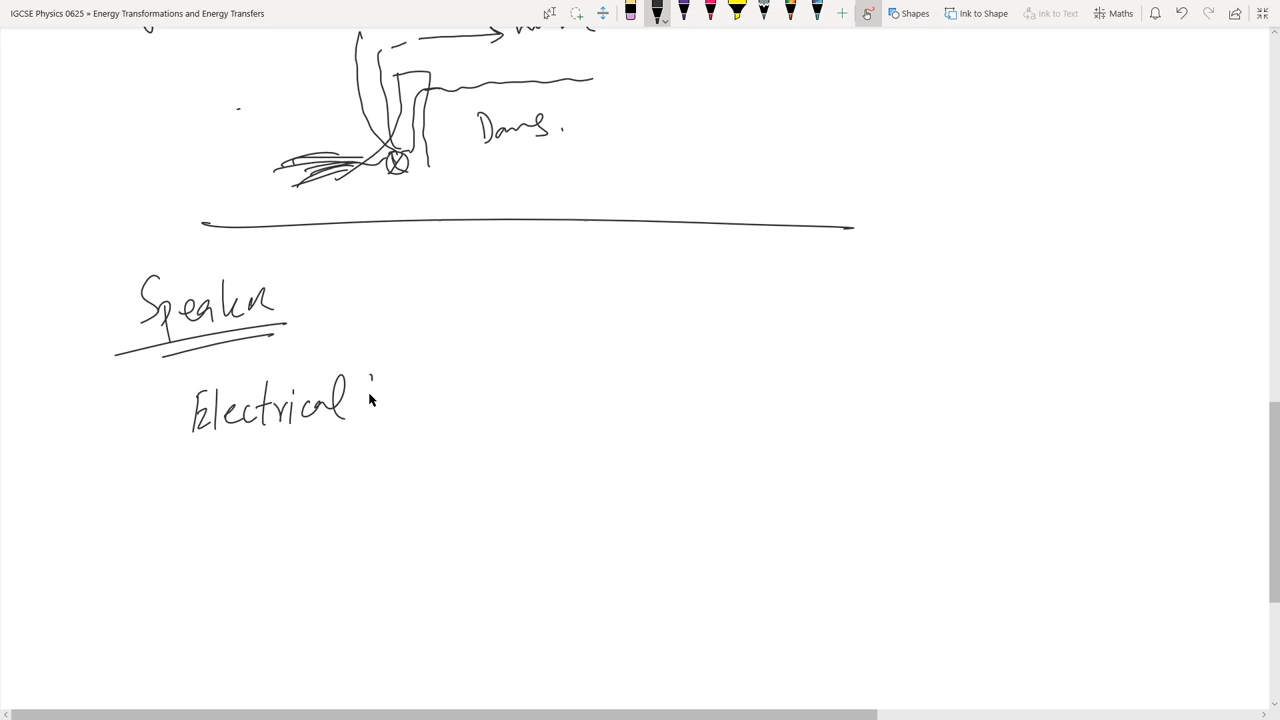 IGCSE Physics 0625 » Energy Transformations and Energy Transfers
Shapes Ink to Shape Ink to Text Maths
Dams.
Speaker
Electrical